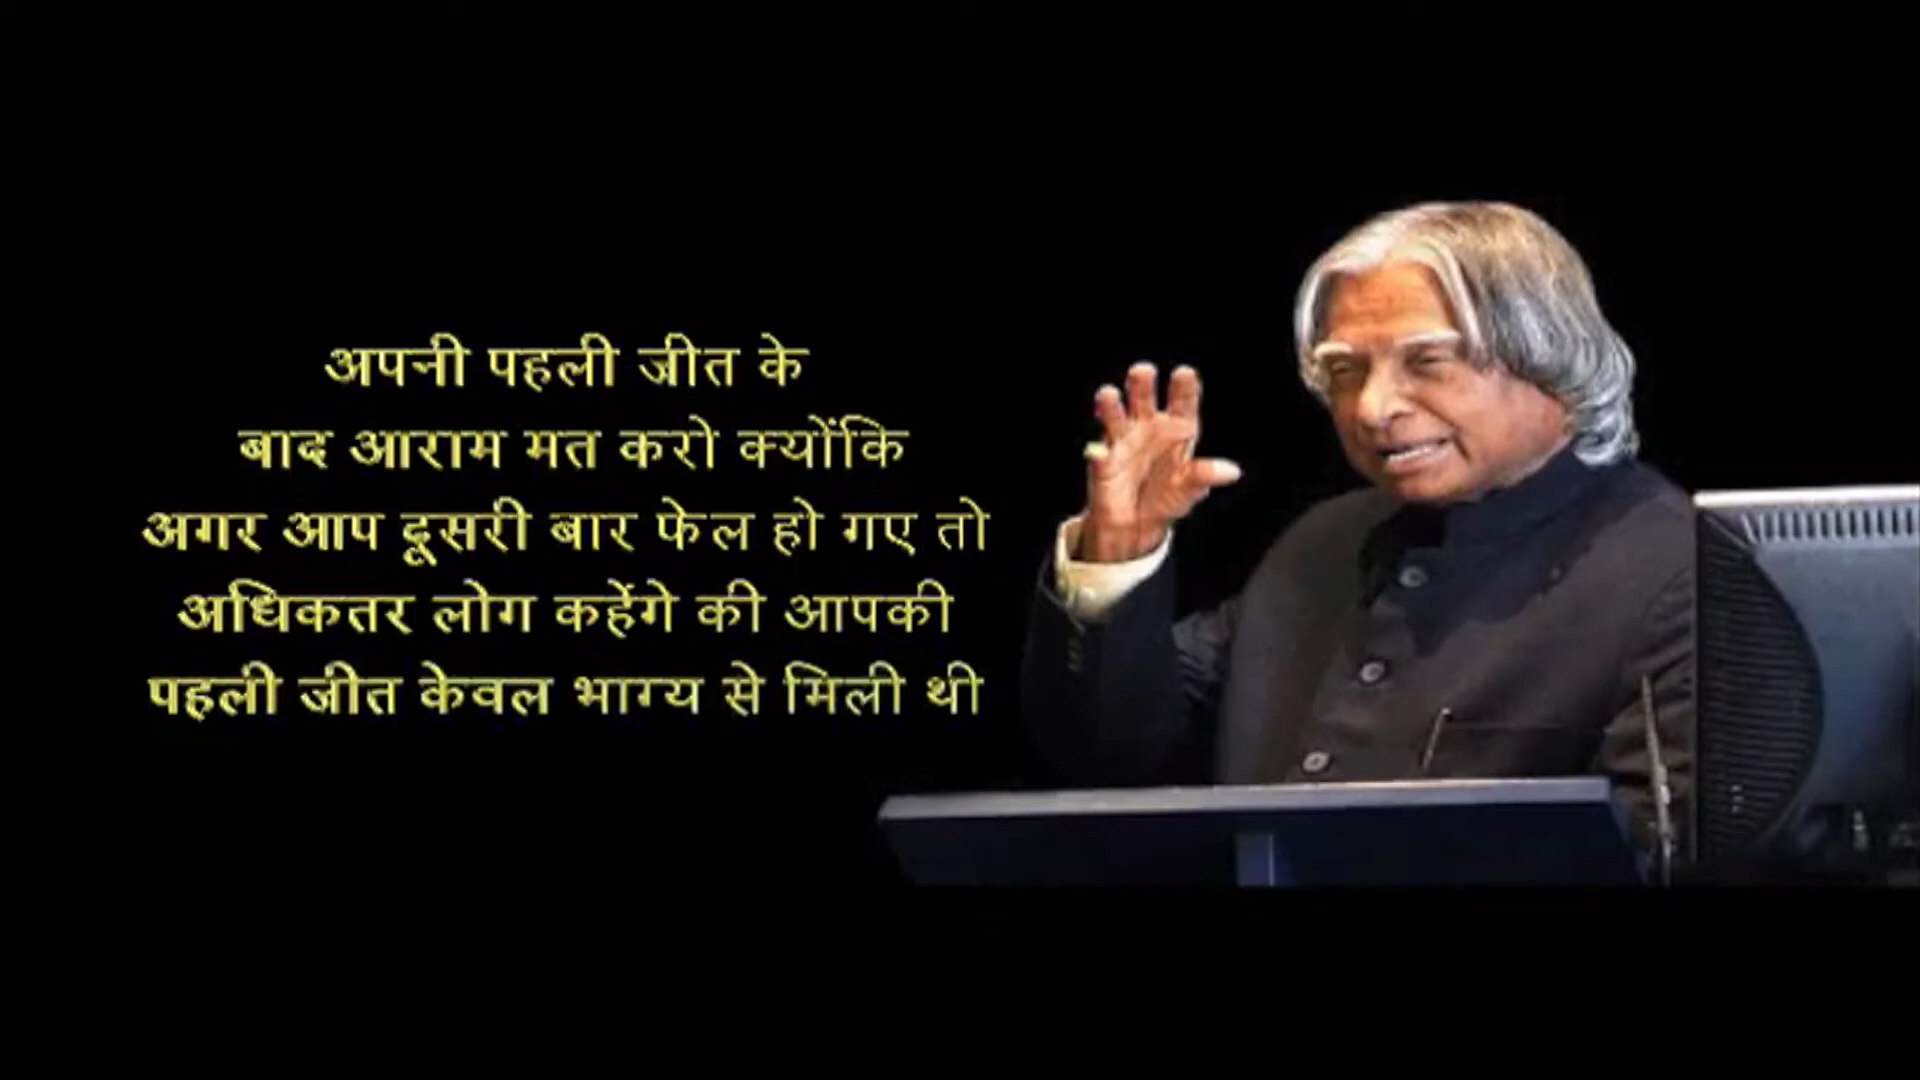 अपनी पहली जीत के
बाद आराम मत करो क्योंकि
अगर आप दूसरी बार फेल हो गए तो
अधिकतर लोग कहेंगे की आपकी
पहली जीत केवल भाग्य से मिली थी